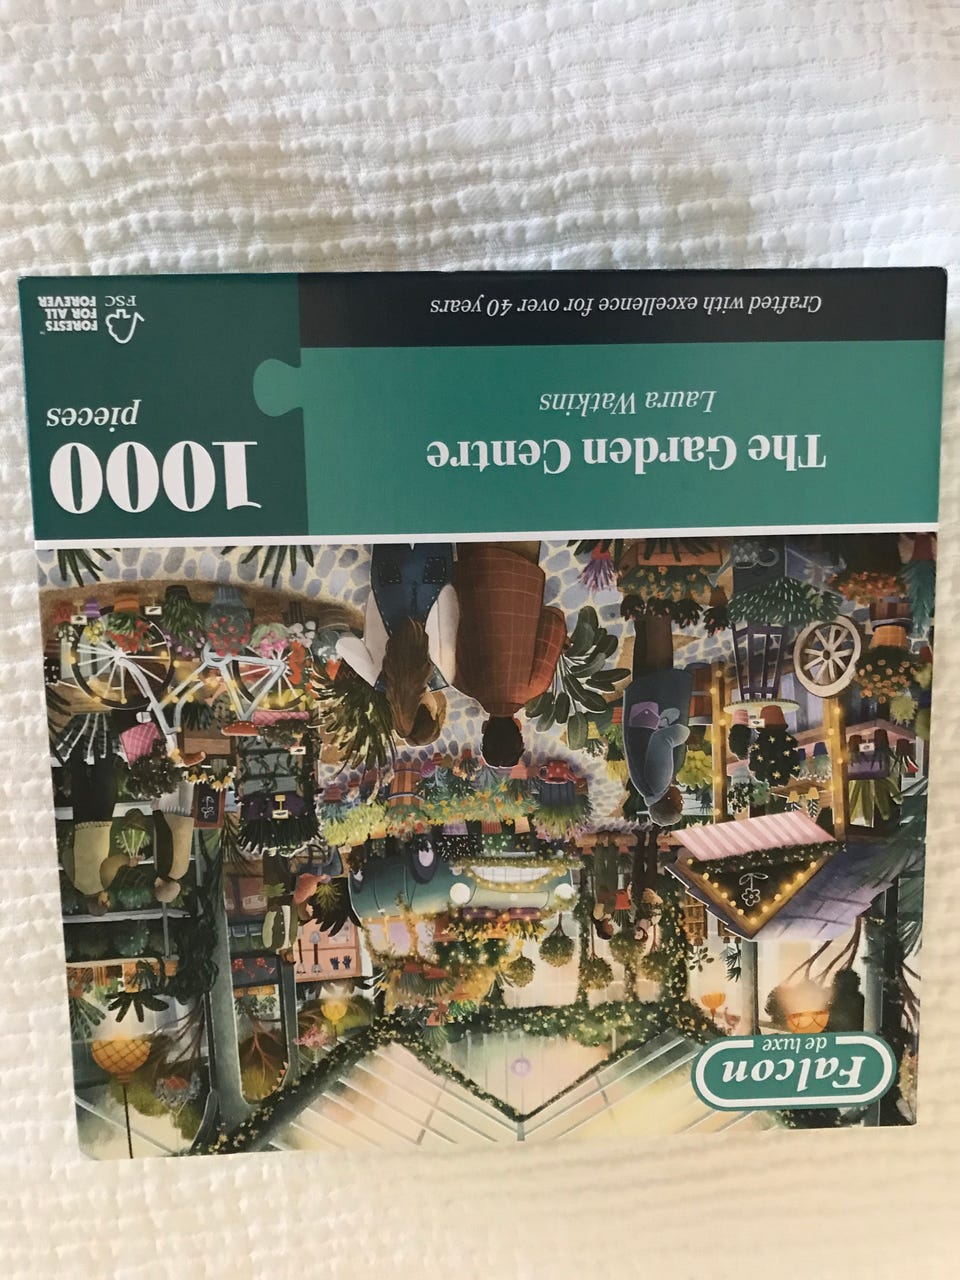 Falcon
de luxe
The Garden Centre
Laura Watkins
1000
pieces
Crafted with excellence for over 40 years
FSC
FORESTS
FOR ALL
FOREVER
™